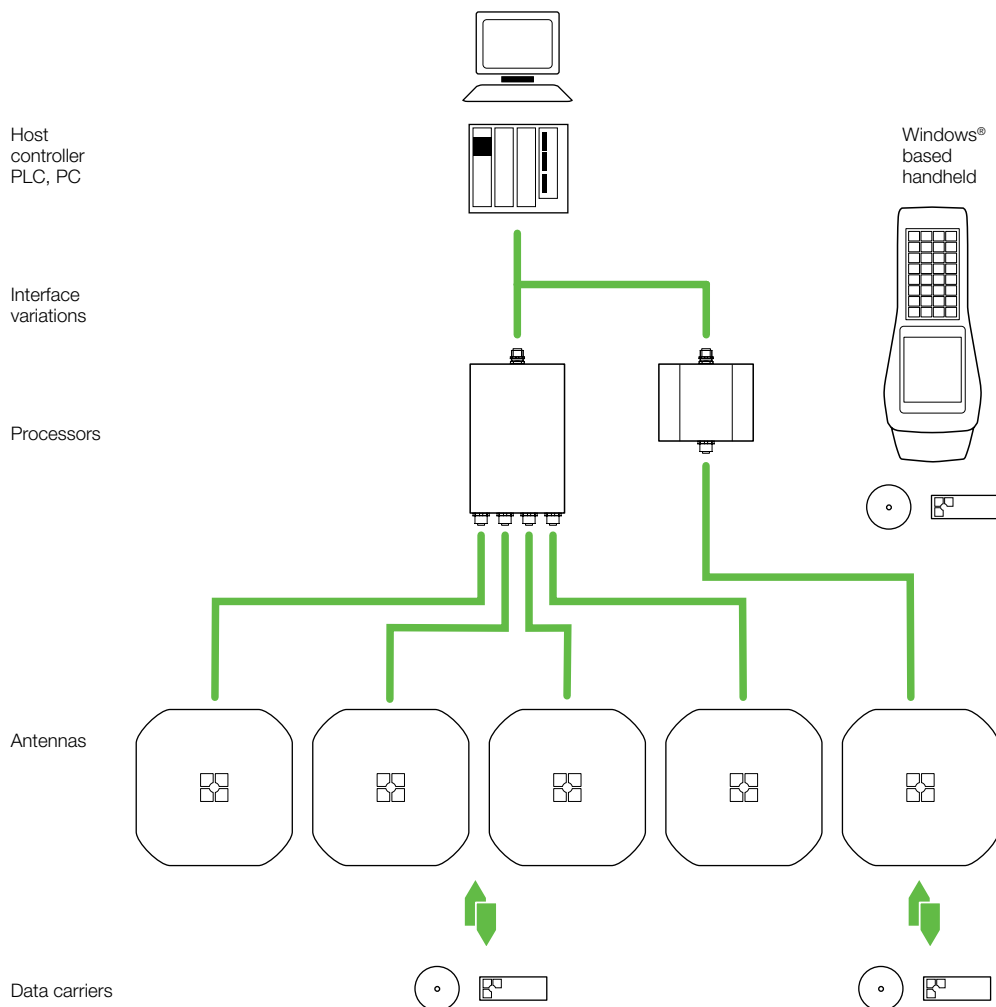 Host
controller
PLC, PC
Windows®
based
handheld
Interface
variations
Processors
Antennas
Data carriers